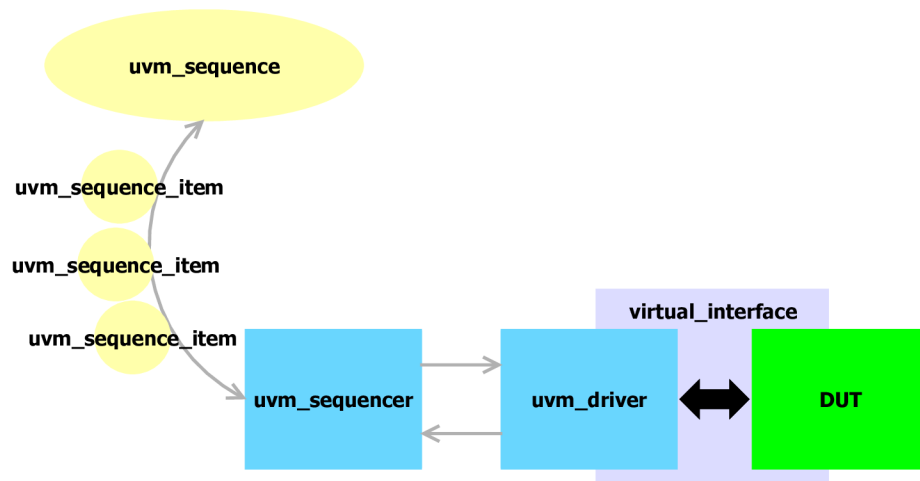 uvm_sequence
uvm_sequence_item
uvm_sequence_item
uvm_sequence_item
virtual_interface
uvm_sequencer
uvm_driver
DUT